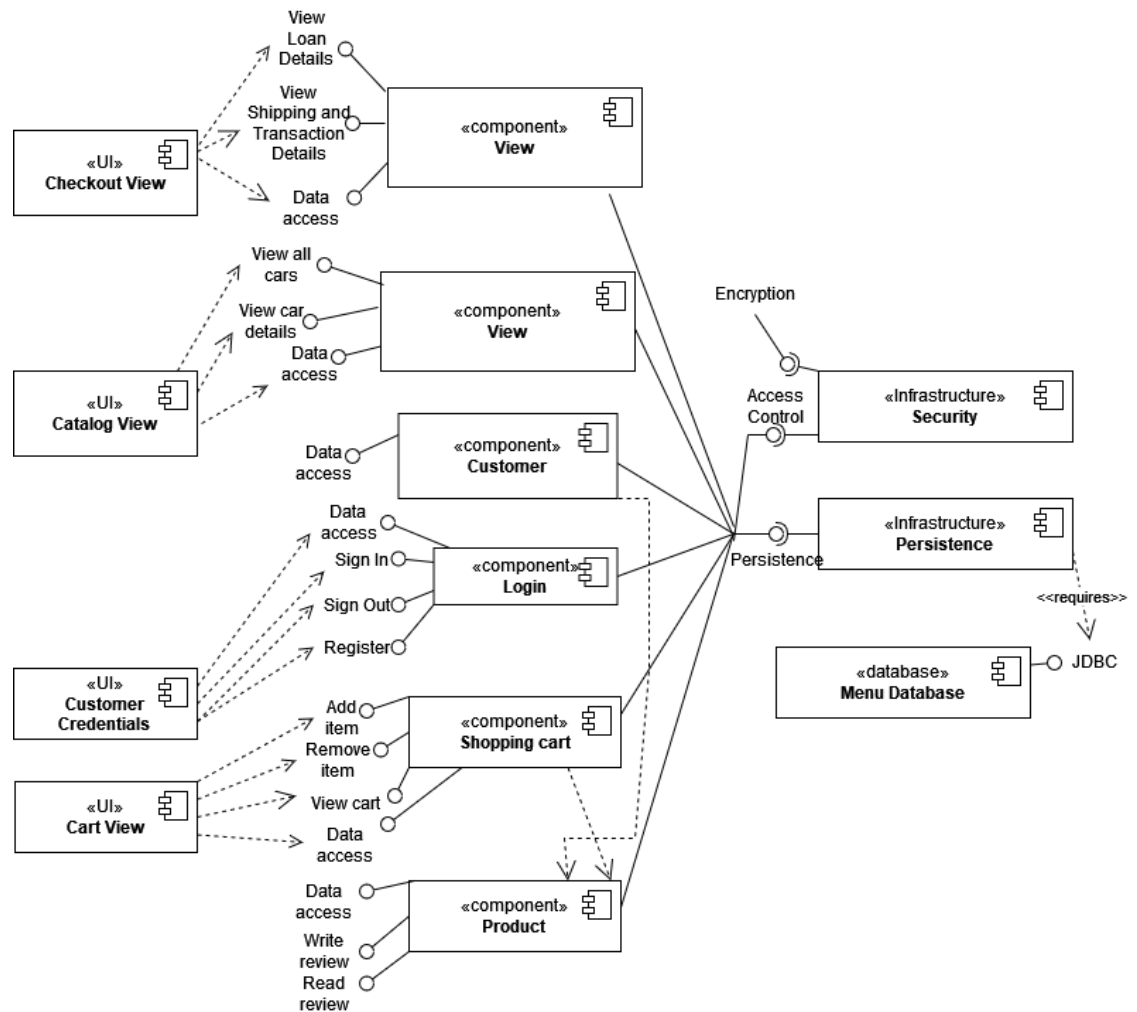 View
Loan
Details
View
Shipping and
Transaction
Details
Data
access
«component»
View
«UI»
Checkout View
View all
cars
View car
details
Data
access
«component»
View
«UI»
Catalog View
Encryption
Access
Control
«Infrastructure»
Security
Data
access
«component»
Customer
Data
access
Sign In
Sign Out
Register
«component»
Login
Persistence
«Infrastructure»
Persistence
<<requires>>
JDBC
«database»
Menu Database
«UI»
Customer
Credentials
Add
item
Remove
item
View cart
Data
access
«component»
Shopping cart
«UI»
Cart View
Data
access
Write
review
Read
review
«component»
Product